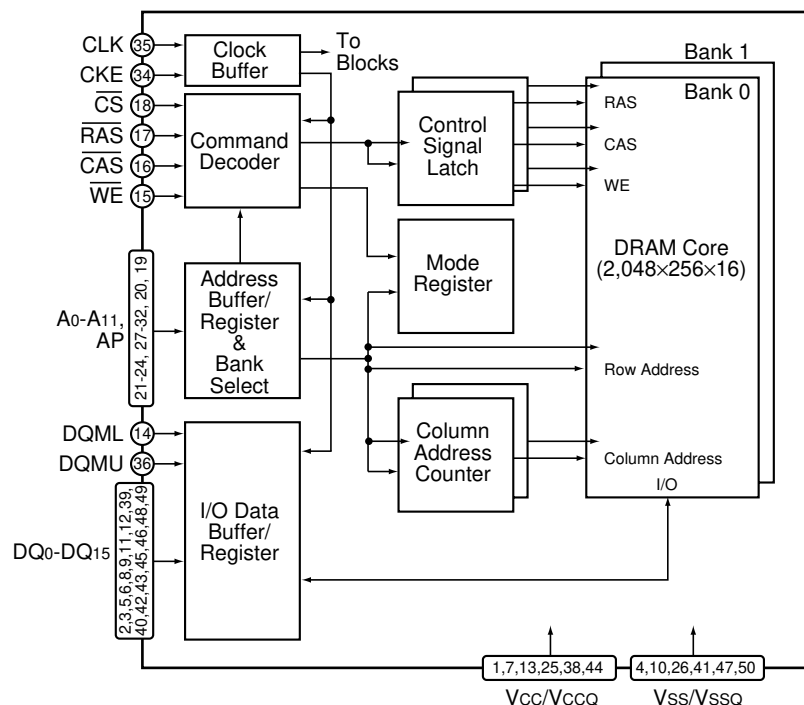 CLK 35
CKE 34
CS 18
RAS 17
CAS 16
WE 15
Clock
Buffer
To
Blocks
Command
Decoder
Control
Signal
Latch
Bank 1
Bank 0
RAS
CAS
WE
DRAM Core
(2,048×256×16)
Mode
Register
A0-A11,
AP
21-24, 27-32, 20, 19
Address
Buffer/
Register
&
Bank
Select
Row Address
DQML 14
DQMU 36
Column
Address
Counter
Column Address
I/O
I/O Data
Buffer/
Register
DQ0-DQ15
2,3,5,6,8,9,11,12,39,
40,42,43,45,46,48,49
1,7,13,25,38,44
4,10,26,41,47,50
VCC/VCCQ
VSS/VSSQ